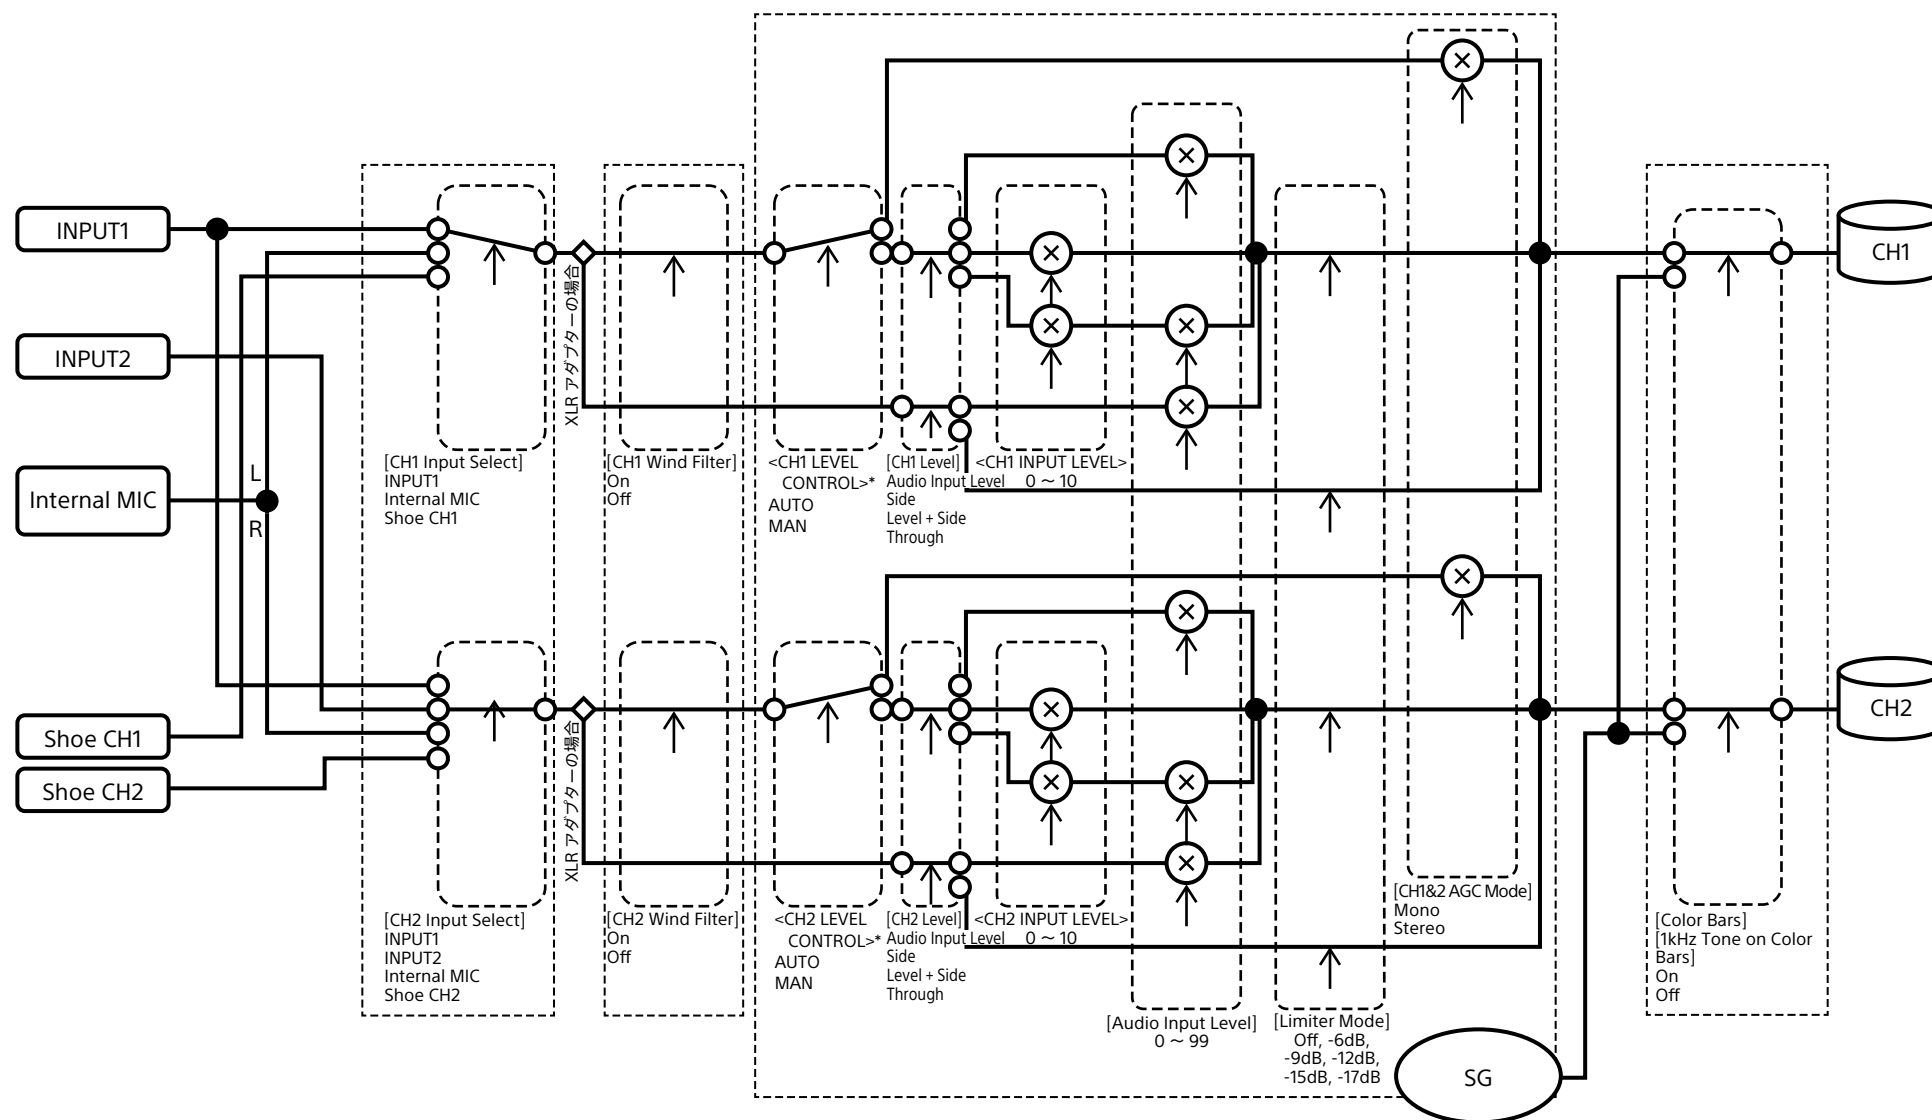 INPUT1
INPUT2
Internal MIC
L
R
Shoe CH1
Shoe CH2
[CH1 Input Select]
INPUT1
Internal MIC
Shoe CH1
XLR アダプターの場合
[CH1 Wind Filter]
On
Off
<CH1 LEVEL
CONTROL>*
AUTO
MAN
[CH1 Level]
Audio Input Level
Side
Level + Side
Through
<CH1 INPUT LEVEL>
0 ~ 10
CH1
[CH2 Input Select]
INPUT1
INPUT2
Internal MIC
Shoe CH2
XLR アダプターの場合
[CH2 Wind Filter]
On
Off
<CH2 LEVEL
CONTROL>*
AUTO
MAN
[CH2 Level]
Audio Input Level
Side
Level + Side
Through
<CH2 INPUT LEVEL>
0 ~ 10
[Audio Input Level]
0 ~ 99
[Limiter Mode]
Off, -6dB,
-9dB, -12dB,
-15dB, -17dB
[CH1&2 AGC Mode]
Mono
Stereo
SG
[Color Bars]
[1kHz Tone on Color
Bars]
On
Off
CH2